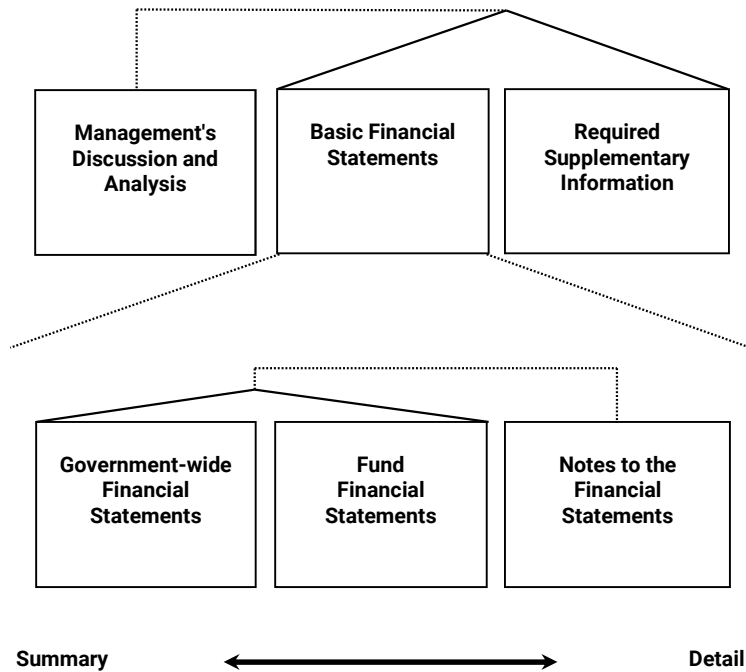 Management's
Discussion and
Analysis
Basic Financial
Statements
Required
Supplementary
Information
Government-wide
Financial
Statements
Fund
Financial
Statements
Notes to the
Financial
Statements
Summary
Detail